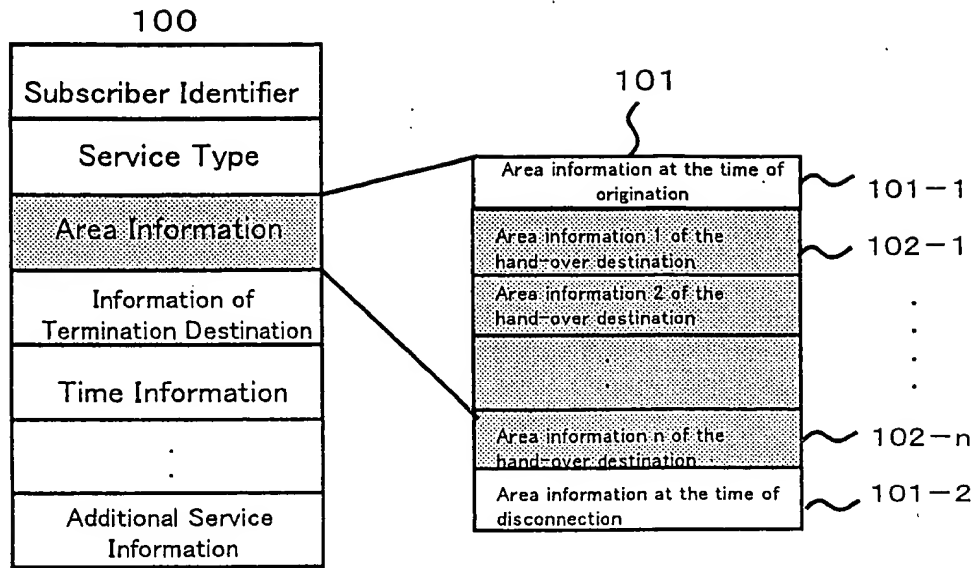 100
Subscriber Identifier
Service Type
Area Information
Information of
Termination Destination
Time Information
.
.
Additional Service
Information
101
Area information at the time of
origination
101-1
Area information 1 of the
hand-over destination
102-1
Area information 2 of the
hand-over destination
.
.
.
.
.
Area information n of the
hand-over destination
102-n
Area information at the time of
disconnection
101-2